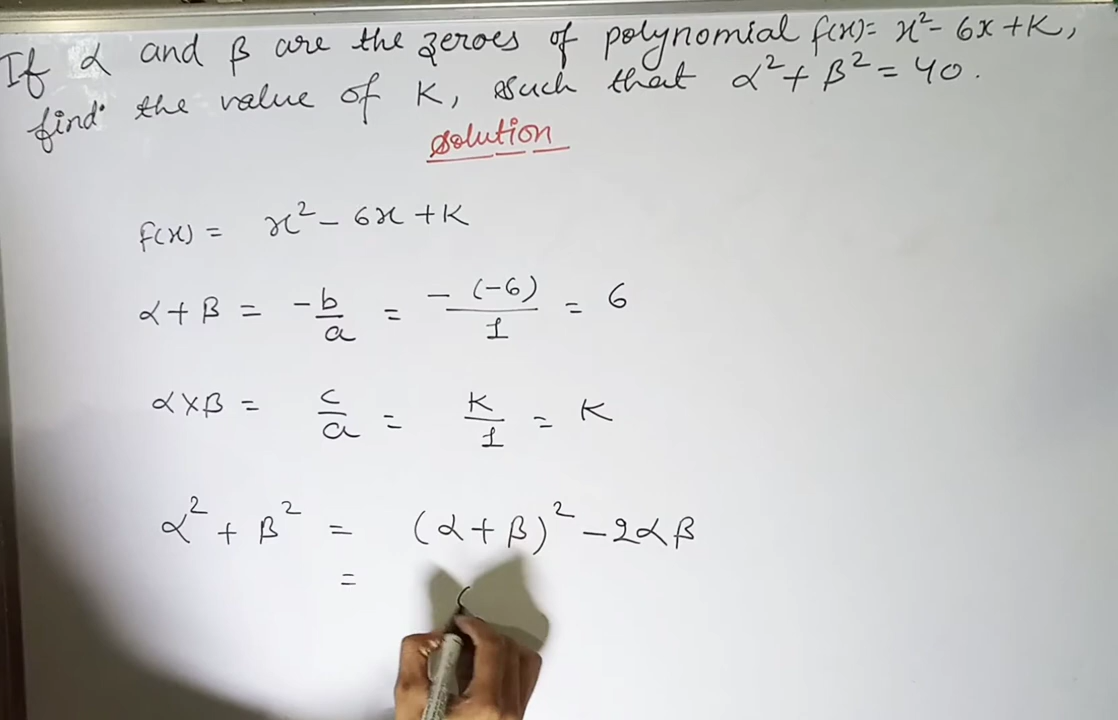 If α and β are the zeroes of polynomial f(x)= x²- 6x+K,
find the value of K, such that α²+ β²=40.
Solution
f(x) = x²- 6x +K
α+β = -b/a = -(-6)/1 = 6
α×β = c/a = K/1 = K
α² + β² = (α+β)² -2αβ
= (